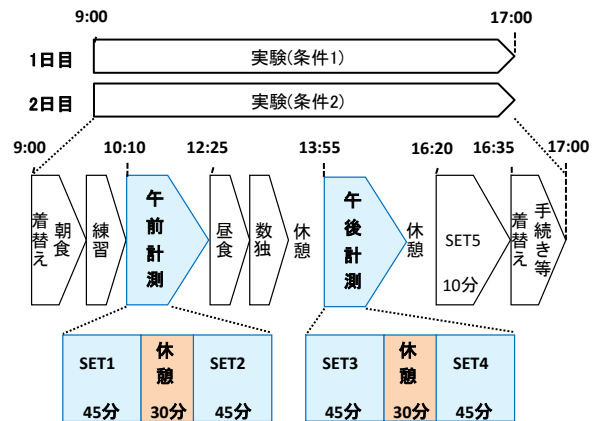 9:00
17:00
1日目
実験(条件1)
2日目
実験(条件2)
9:00
10:10
12:25
13:55
16:20
16:35
17:00
着替え
朝食
練習
午前計測
昼食
数独
休憩
午後計測
休憩
SET5
10分
着替え
手続き等
SET1
45分
休憩
30分
SET2
45分
SET3
45分
休憩
30分
SET4
45分